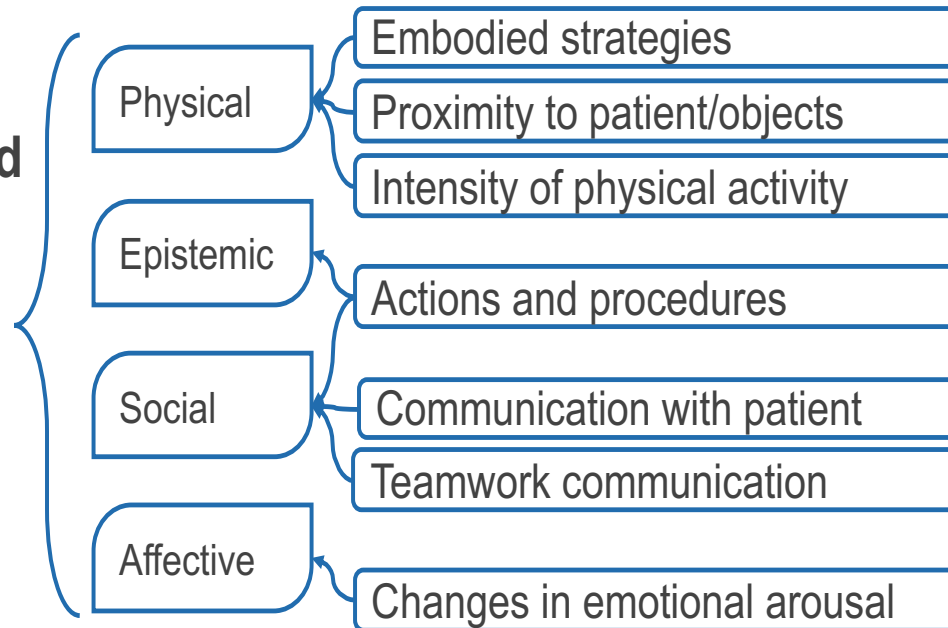 Embodied strategies
Physical
Proximity to patient/objects
d
Intensity of physical activity
Epistemic
Actions and procedures
Social
Communication with patient
Teamwork communication
Affective
Changes in emotional arousal